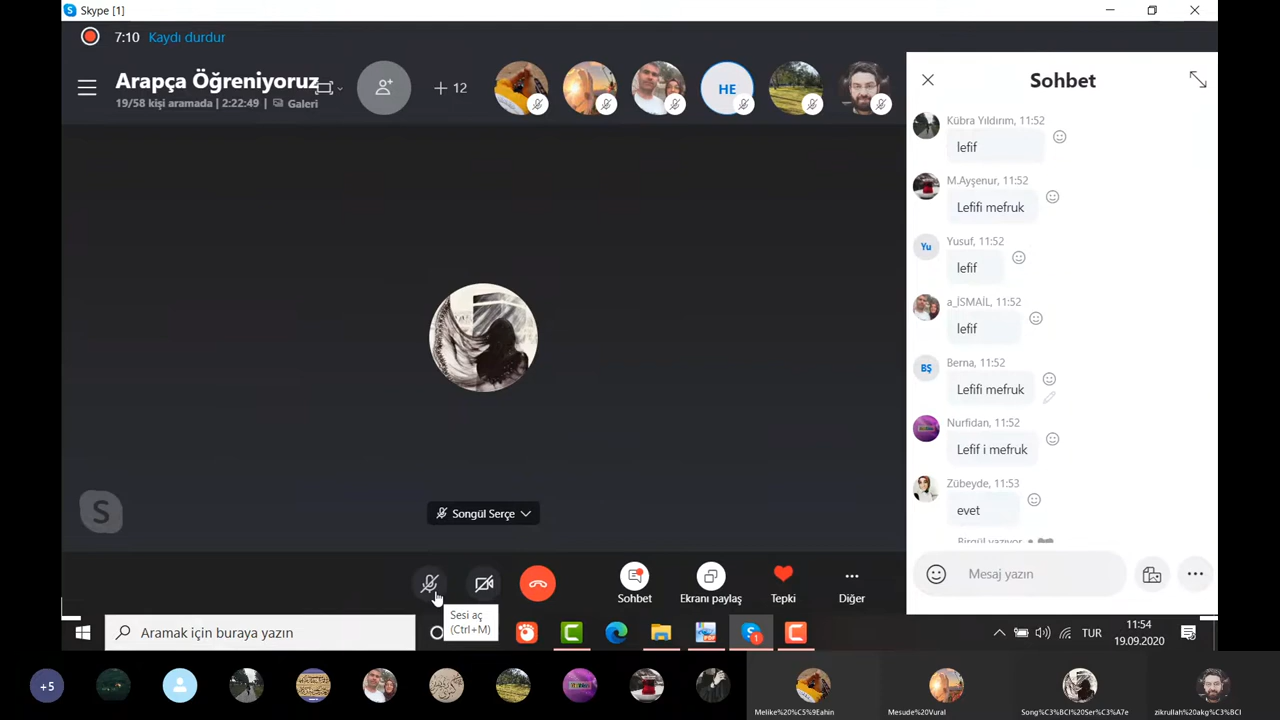 Skype [1]
7:10 Kaydı durdur
Arapça Öğreniyoruz
19/58 kişi aramada | 2:22:49 | Galeri
+ 12
HE
Sohbet
Kübra Yıldırım, 11:52
lefif
M.Ayşenur, 11:52
Lefifi mefruk
Yu
Yusuf, 11:52
lefif
a_İSMAİL, 11:52
lefif
BŞ
Berna, 11:52
Lefifi mefruk
Nurfidan, 11:52
Lefif i mefruk
Zübeyde, 11:53
evet
Birgül yazıyor
Mesaj yazın
S
Songül Serçe
Sohbet
Ekranı paylaş
Tepki
Diğer
Sesi aç
(Ctrl+M)
Aramak için buraya yazın
TUR
11:54
19.09.2020
+5
Melike%20%C5%9Eahin
Mesude%20Vural
Song%C3%BCl%20Ser%C3%A7e
zikrullah%20akg%C3%BCl